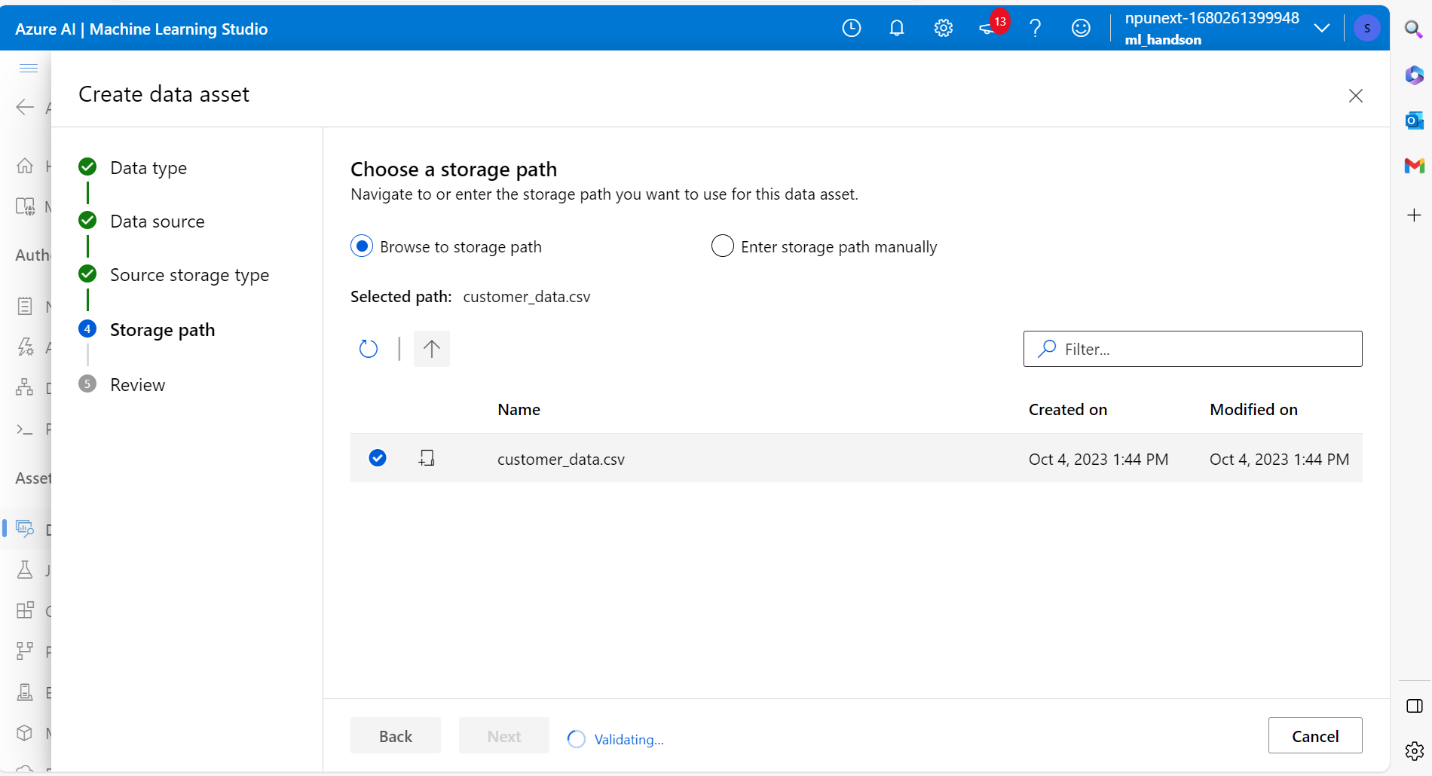 Azure AI | Machine Learning Studio
13
npunext-1680261399948
ml_handson
S
Create data asset
Data type
Data source
Source storage type
4 Storage path
5 Review
Choose a storage path
Navigate to or enter the storage path you want to use for this data asset.
Browse to storage path Enter storage path manually
Selected path: customer_data.csv
Filter...
Name Created on Modified on
customer_data.csv Oct 4, 2023 1:44 PM Oct 4, 2023 1:44 PM
Back Next Validating... Cancel